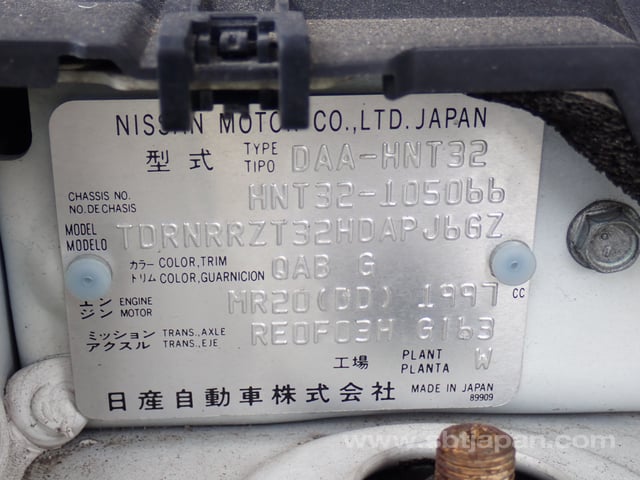 NISSAN MOTOR CO.,LTD. JAPAN
型式 TYPE TIPO DAA-HNT32
CHASSIS NO. NO.DE CHASIS HNT32-105066
MODEL MODELO TDRNRRZT32HDAPJ6GZ
カラー COLOR,TRIM QAB G
トリム COLOR,GUARNICION
エンジン ENGINE MOTOR MR20(DD) 1997 CC
ミッション TRANS.,AXLE RE0F03H G163
アクスル TRANS.,EJE
工場 PLANT PLANTA W
日産自動車株式会社 MADE IN JAPAN
89909
www.sbtjapan.com